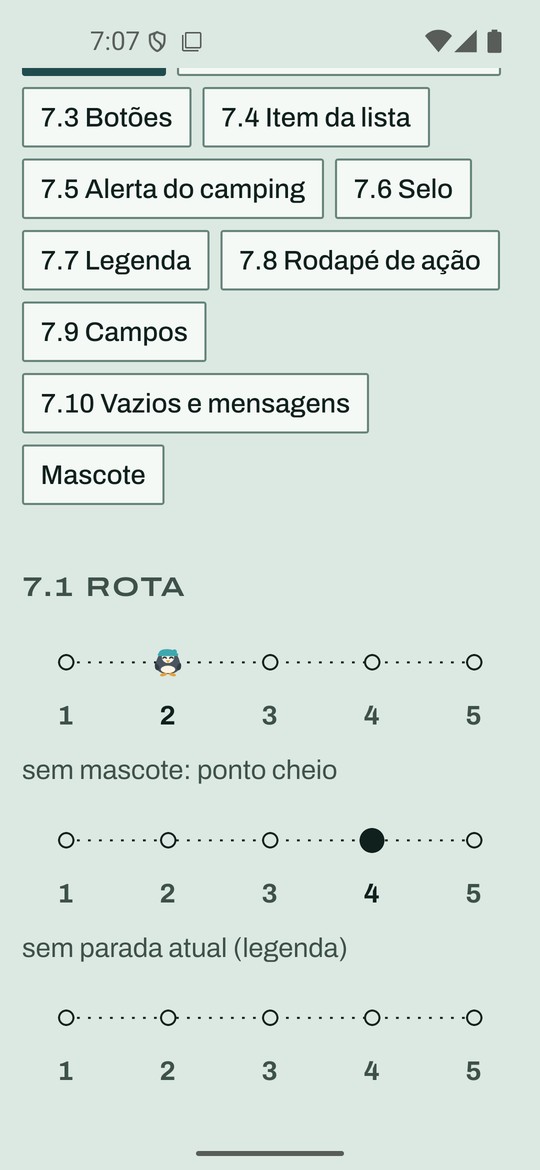 7:07
7.3 Botões
7.4 Item da lista
7.5 Alerta do camping
7.6 Selo
7.7 Legenda
7.8 Rodapé de ação
7.9 Campos
7.10 Vazios e mensagens
Mascote
7.1 ROTA
1 2 3 4 5
sem mascote: ponto cheio
1 2 3 4 5
sem parada atual (legenda)
1 2 3 4 5